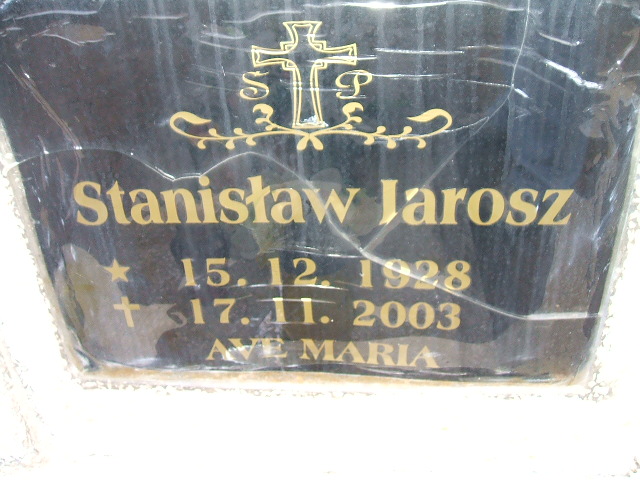 S P
Stanisław Jarosz
★ 15. 12. 1928
✝ 17. 11. 2003
AVE MARIA